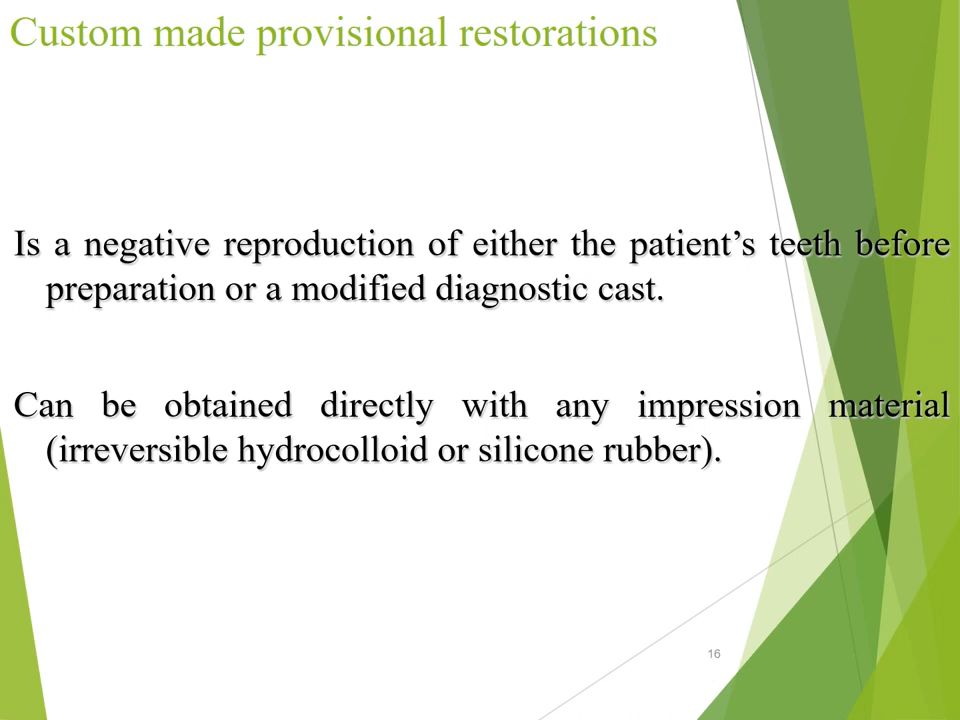 Custom made provisional restorations
Is a negative reproduction of either the patient’s teeth before
preparation or a modified diagnostic cast.
Can be obtained directly with any impression material
(irreversible hydrocolloid or silicone rubber).
16